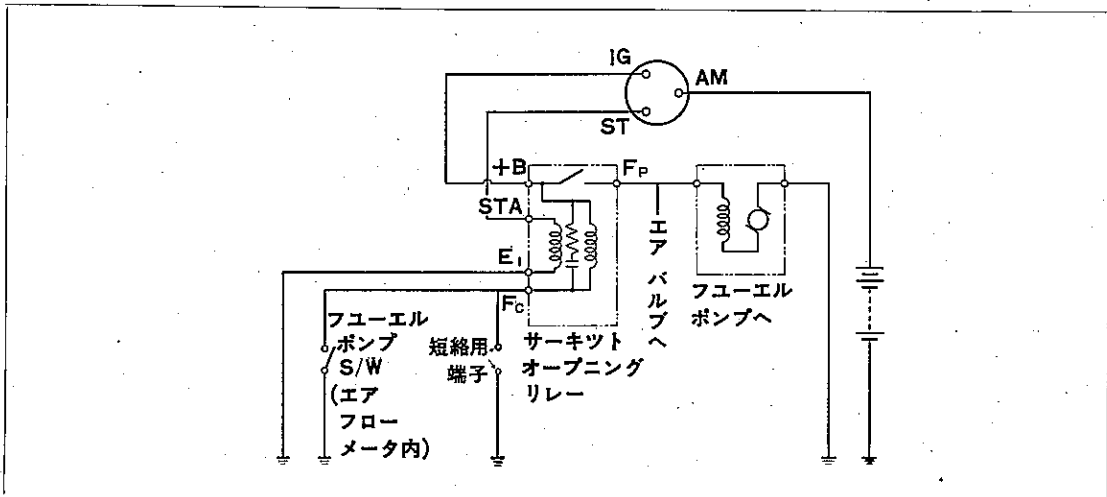 IG
AM
ST
+B
FP
STA
E1
FC
エア バルブへ
フユーエル
ポンプへ
フユーエル
ポンプ
S/W
(エア
フロー
メータ内)
短絡用
端子
サーキツト
オープニング
リレー